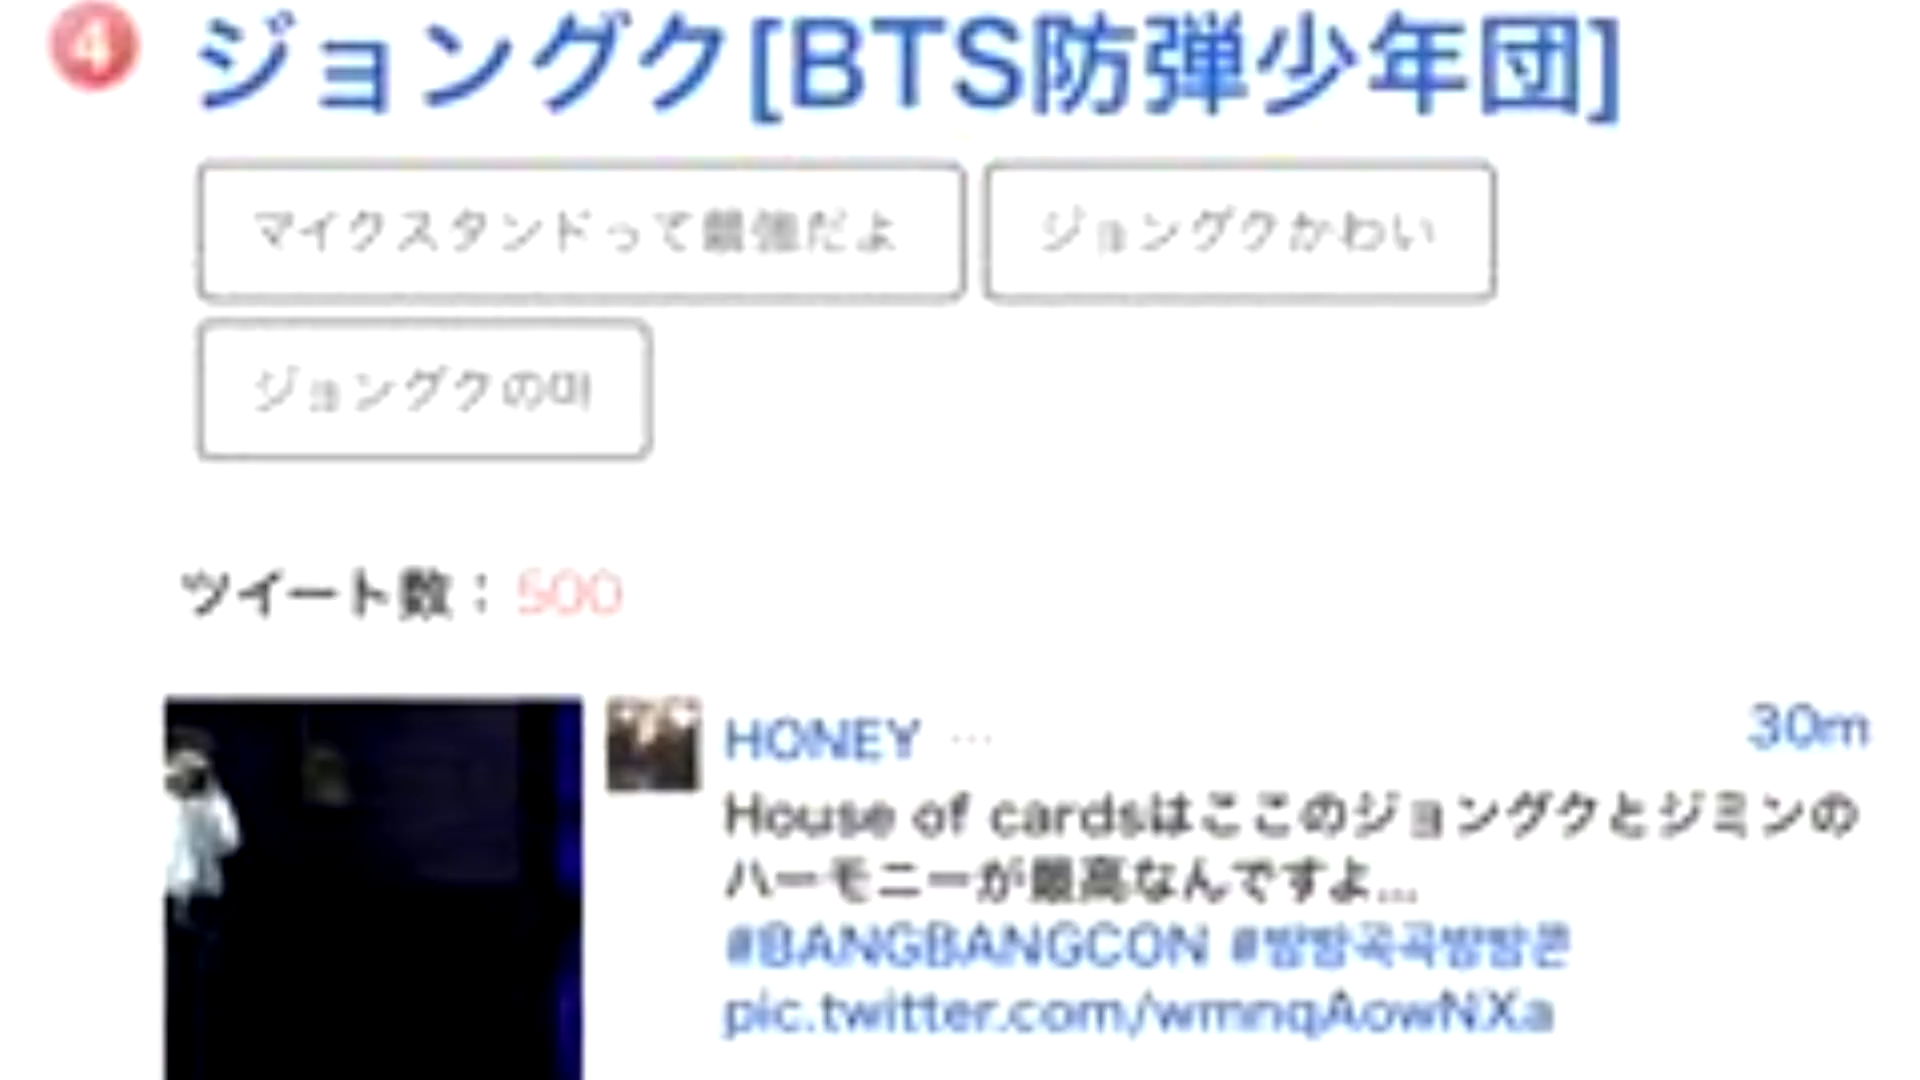 4
ジョングク[BTS防弾少年団]
マイクスタンドって最強だよ
ジョングクかわい
ジョングクの
ツイート数：500
HONEY ...
30m
House of cardsはここのジョングクとジミンの
ハーモニーが最高なんですよ...
#BANGBANGCON #방방곡곡방방콘
pic.twitter.com/wmnqAowNXa